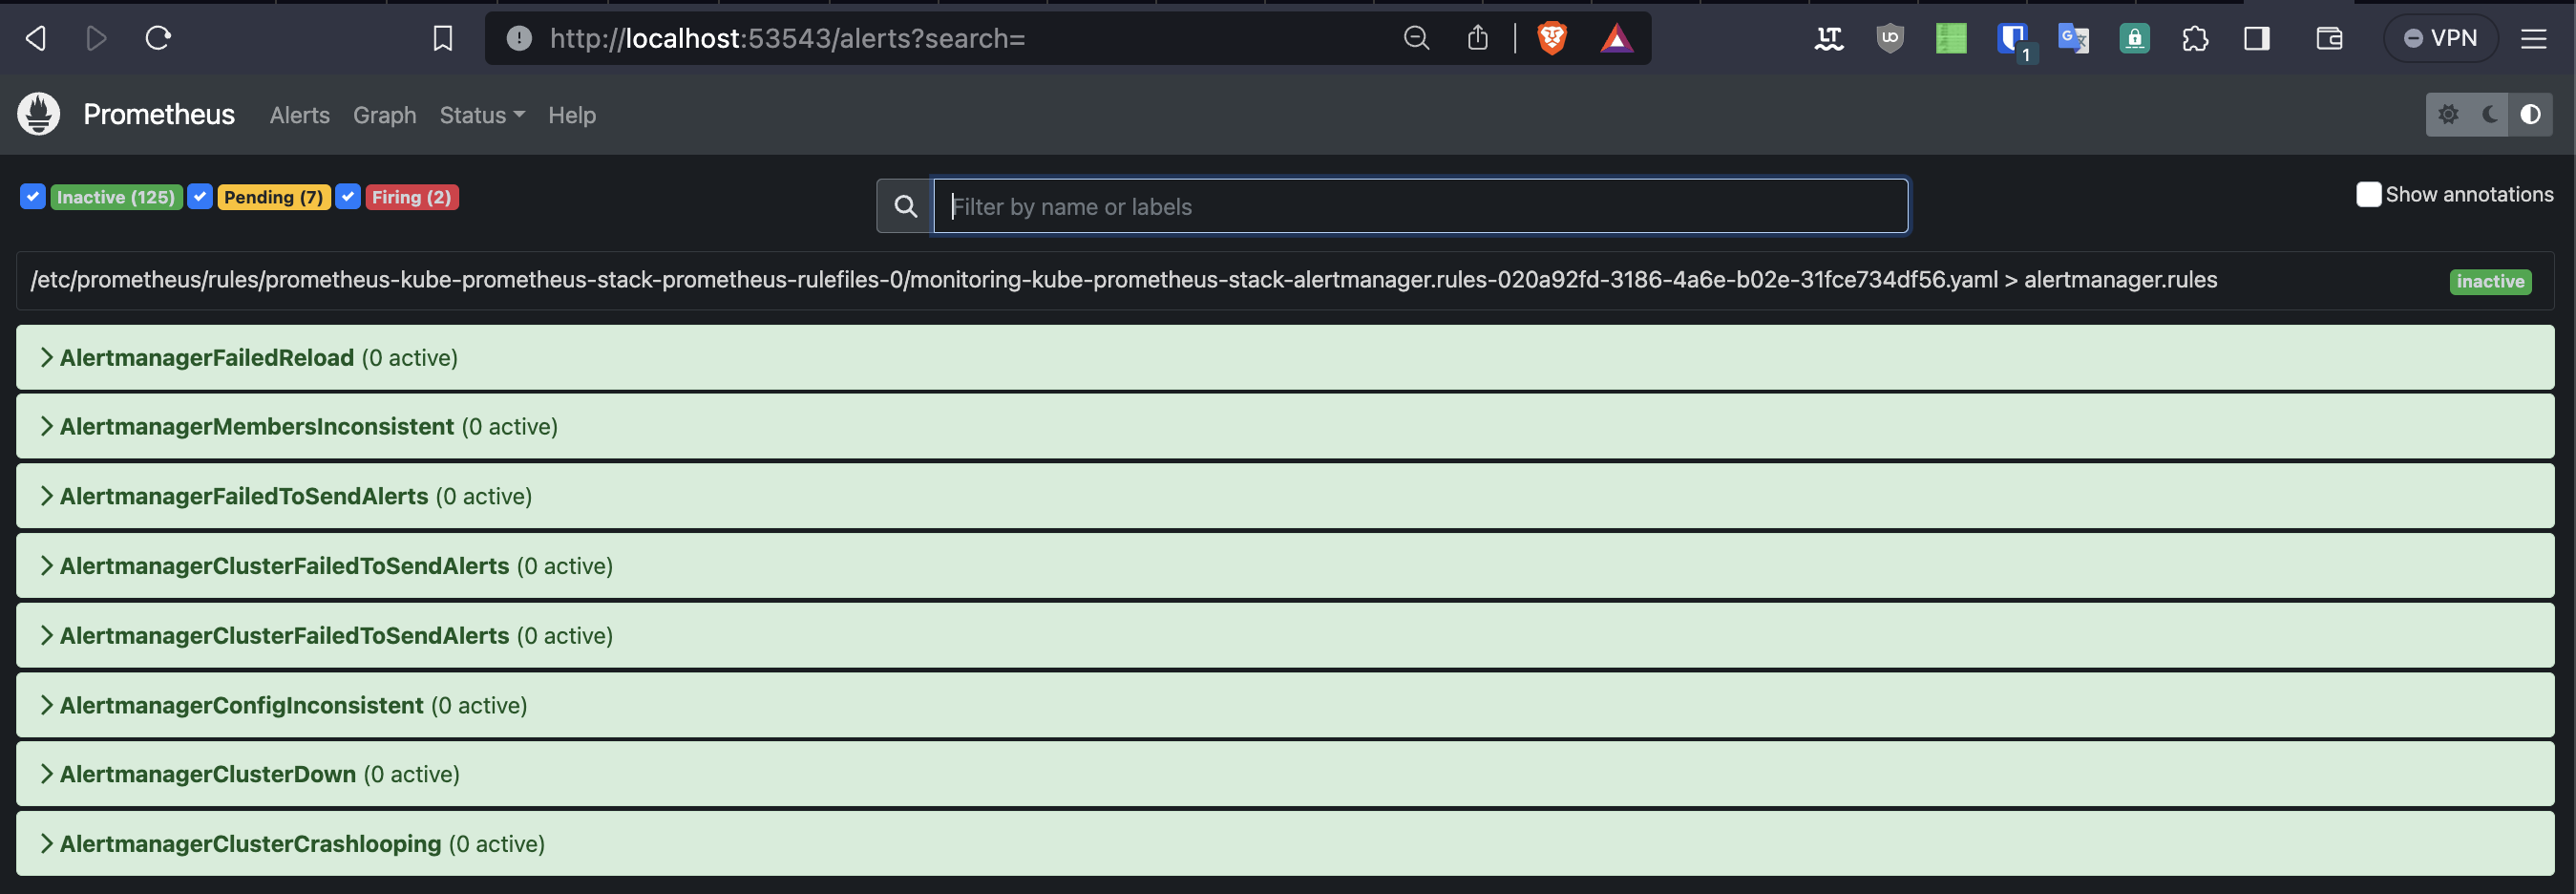 http://localhost:53543/alerts?search=
LT
UD
1
G
VPN
Prometheus Alerts Graph Status Help
Inactive (125) Pending (7) Firing (2)
Filter by name or labels
Show annotations
/etc/prometheus/rules/prometheus-kube-prometheus-stack-prometheus-rulefiles-0/monitoring-kube-prometheus-stack-alertmanager.rules-020a92fd-3186-4a6e-b02e-31fce734df56.yaml > alertmanager.rules inactive
AlertmanagerFailedReload (0 active)
AlertmanagerMembersInconsistent (0 active)
AlertmanagerFailedToSendAlerts (0 active)
AlertmanagerClusterFailedToSendAlerts (0 active)
AlertmanagerClusterFailedToSendAlerts (0 active)
AlertmanagerConfigInconsistent (0 active)
AlertmanagerClusterDown (0 active)
AlertmanagerClusterCrashlooping (0 active)